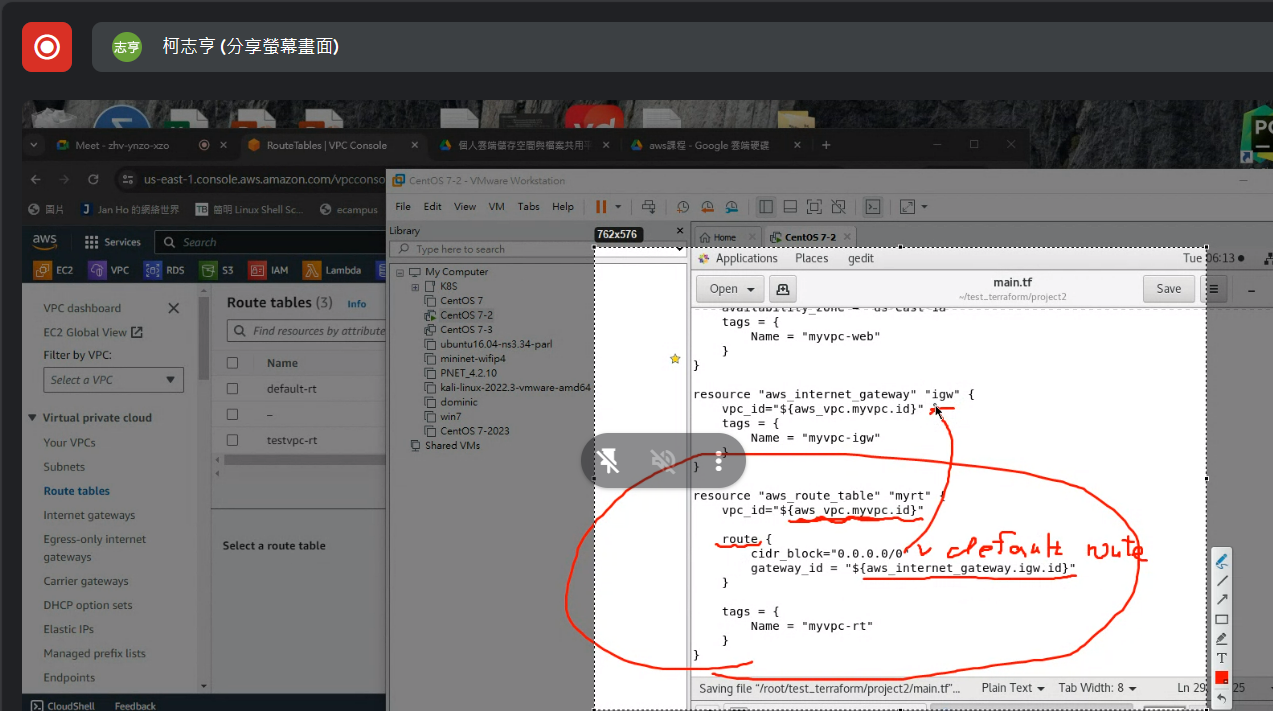 志亨 柯志亨 (分享螢幕畫面)
Meet - zhv-ynzo-xzo
RouteTables | VPC Console
個人雲端儲存空間與檔案共用平
aws課程 - Google 雲端硬碟
us-east-1.console.aws.amazon.com/vpcconso
圖片
Jan Ho 的網絡世界
TB 簡明 Linux Shell Sc...
ecampus
CentOS 7-2 - VMware Workstation
File Edit View VM Tabs Help
Library
Type here to search
My Computer
K8S
CentOS 7
CentOS 7-2
CentOS 7-3
ubuntu16.04-ns3.34-parl
mininet-wifip4
PNET_4.2.10
kali-linux-2022.3-vmware-amd64
dominic
win7
CentOS 7-2023
Shared VMs
762x576
Home
CentOS 7-2
Applications Places gedit
Tue 06:13
Open
main.tf
~/test_terraform/project2
Save
aws
Services
Search
EC2 VPC RDS S3 IAM Lambda
VPC dashboard
EC2 Global View
Filter by VPC:
Select a VPC
Virtual private cloud
Your VPCs
Subnets
Route tables
Internet gateways
Egress-only internet
gateways
Carrier gateways
DHCP option sets
Elastic IPs
Managed prefix lists
Endpoints
CloudShell Feedback
Route tables (3) Info
Find resources by attribute
Name
default-rt
–
testvpc-rt
Select a route table
tags = {
Name = "myvpc-web"
}
}
resource "aws_internet_gateway" "igw" {
vpc_id="${aws_vpc.myvpc.id}"
tags = {
Name = "myvpc-igw"
}
}
resource "aws_route_table" "myrt" {
vpc_id="${aws_vpc.myvpc.id}"
route {
cidr_block="0.0.0.0/0
default route
gateway_id = "${aws_internet_gateway.igw.id}"
}
tags = {
Name = "myvpc-rt"
}
}
Saving file "/root/test_terraform/project2/main.tf"...
Plain Text Tab Width: 8 Ln 29 25
T
PC